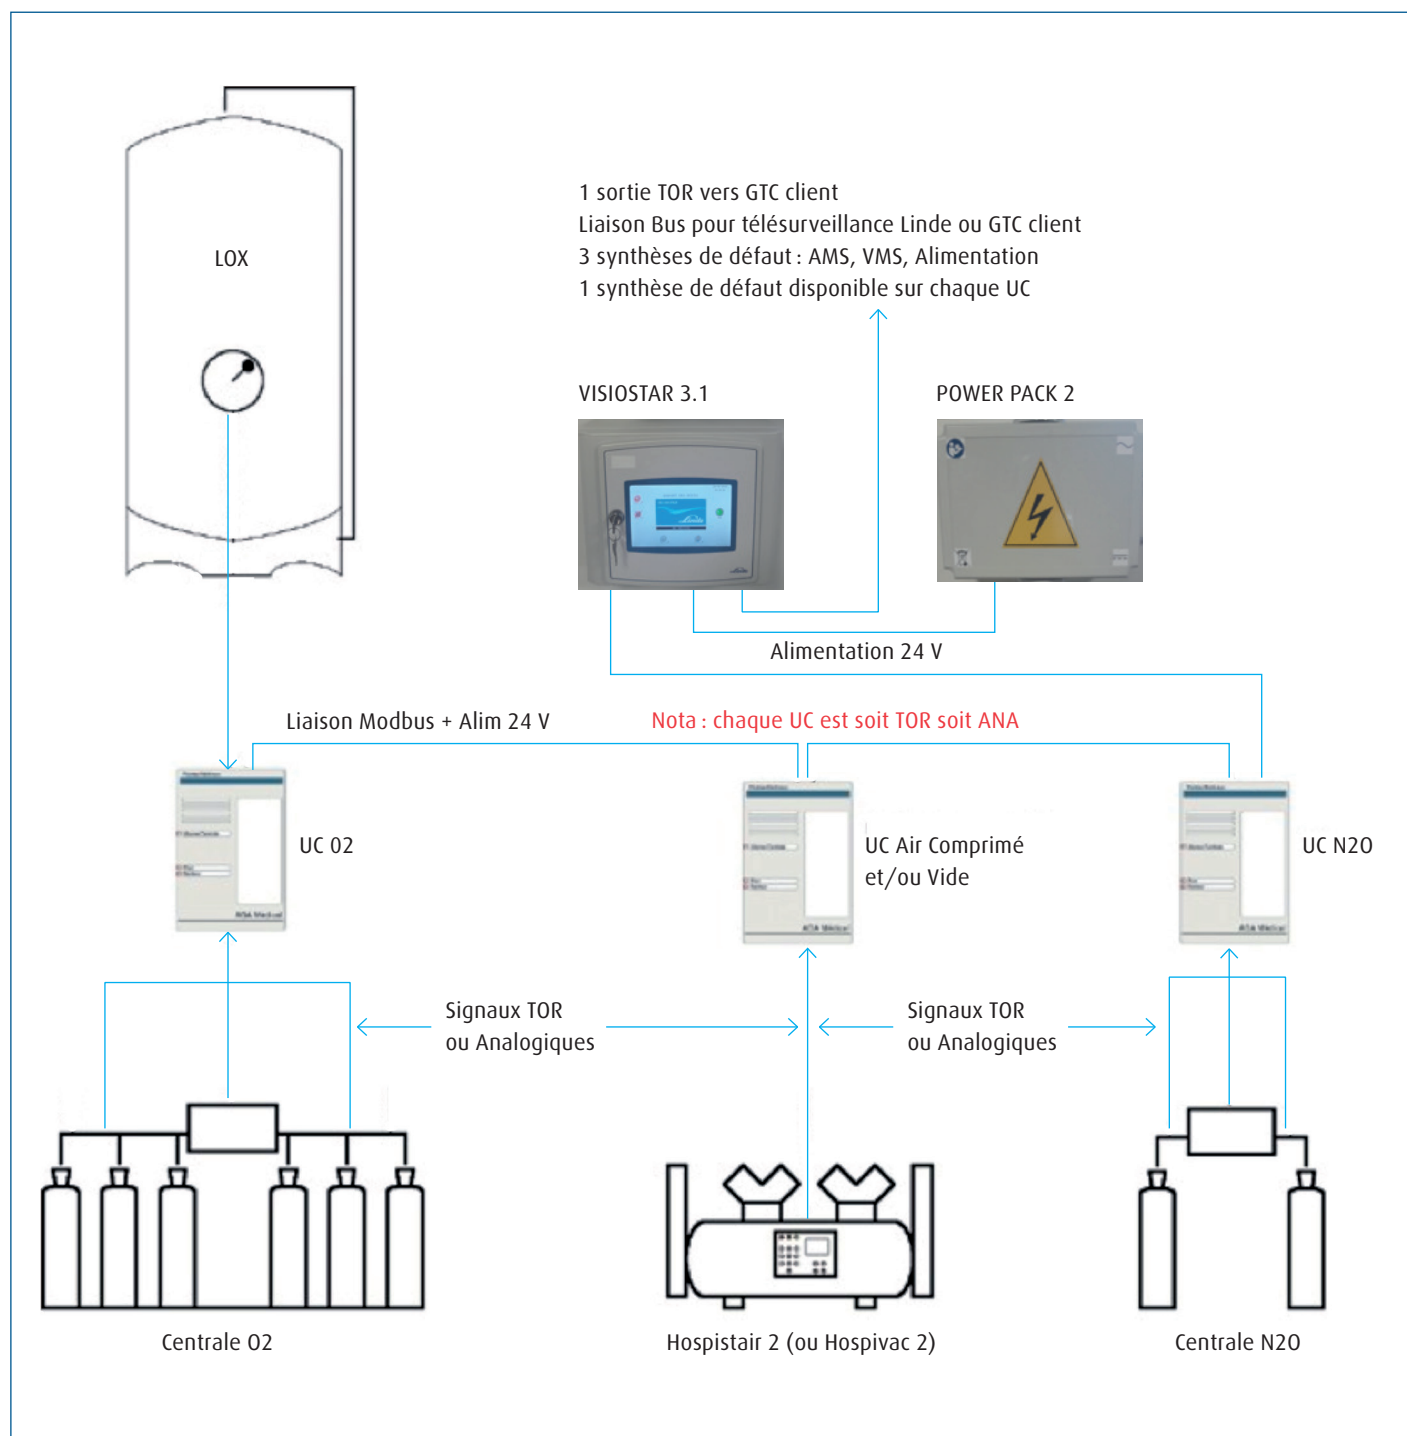 1 sortie TOR vers GTC client
Liaison Bus pour télésurveillance Linde ou GTC client
3 synthèses de défaut : AMS, VMS, Alimentation
1 synthèse de défaut disponible sur chaque UC
LOX
VISIOSTAR 3.1
POWER PACK 2
Linde
Alimentation 24 V
Liaison Modbus + Alim 24 V
Nota : chaque UC est soit TOR soit ANA
UC O2
UC Air Comprimé
et/ou Vide
UC N2O
Signaux TOR
ou Analogiques
Signaux TOR
ou Analogiques
Centrale O2
Hospistair 2 (ou Hospivac 2)
Centrale N2O